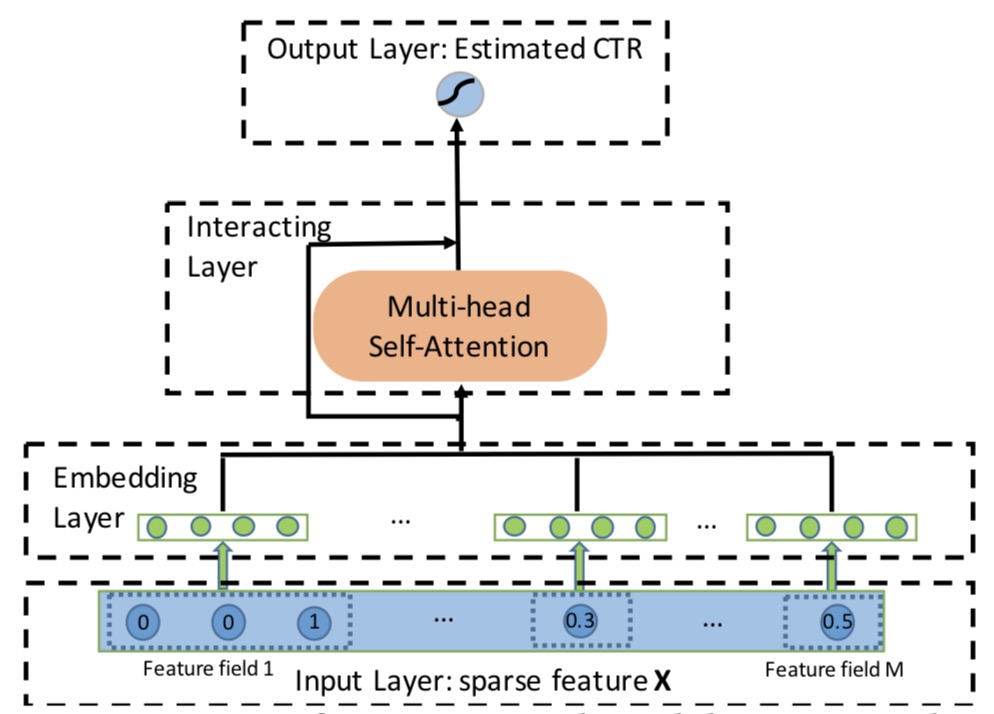 Output Layer: Estimated CTR
Interacting
Layer
Multi-head
Self-Attention
Embedding
Layer
... ...
0 0 1 ... 0.3 ... 0.5
Feature field 1
Feature field M
Input Layer: sparse feature X